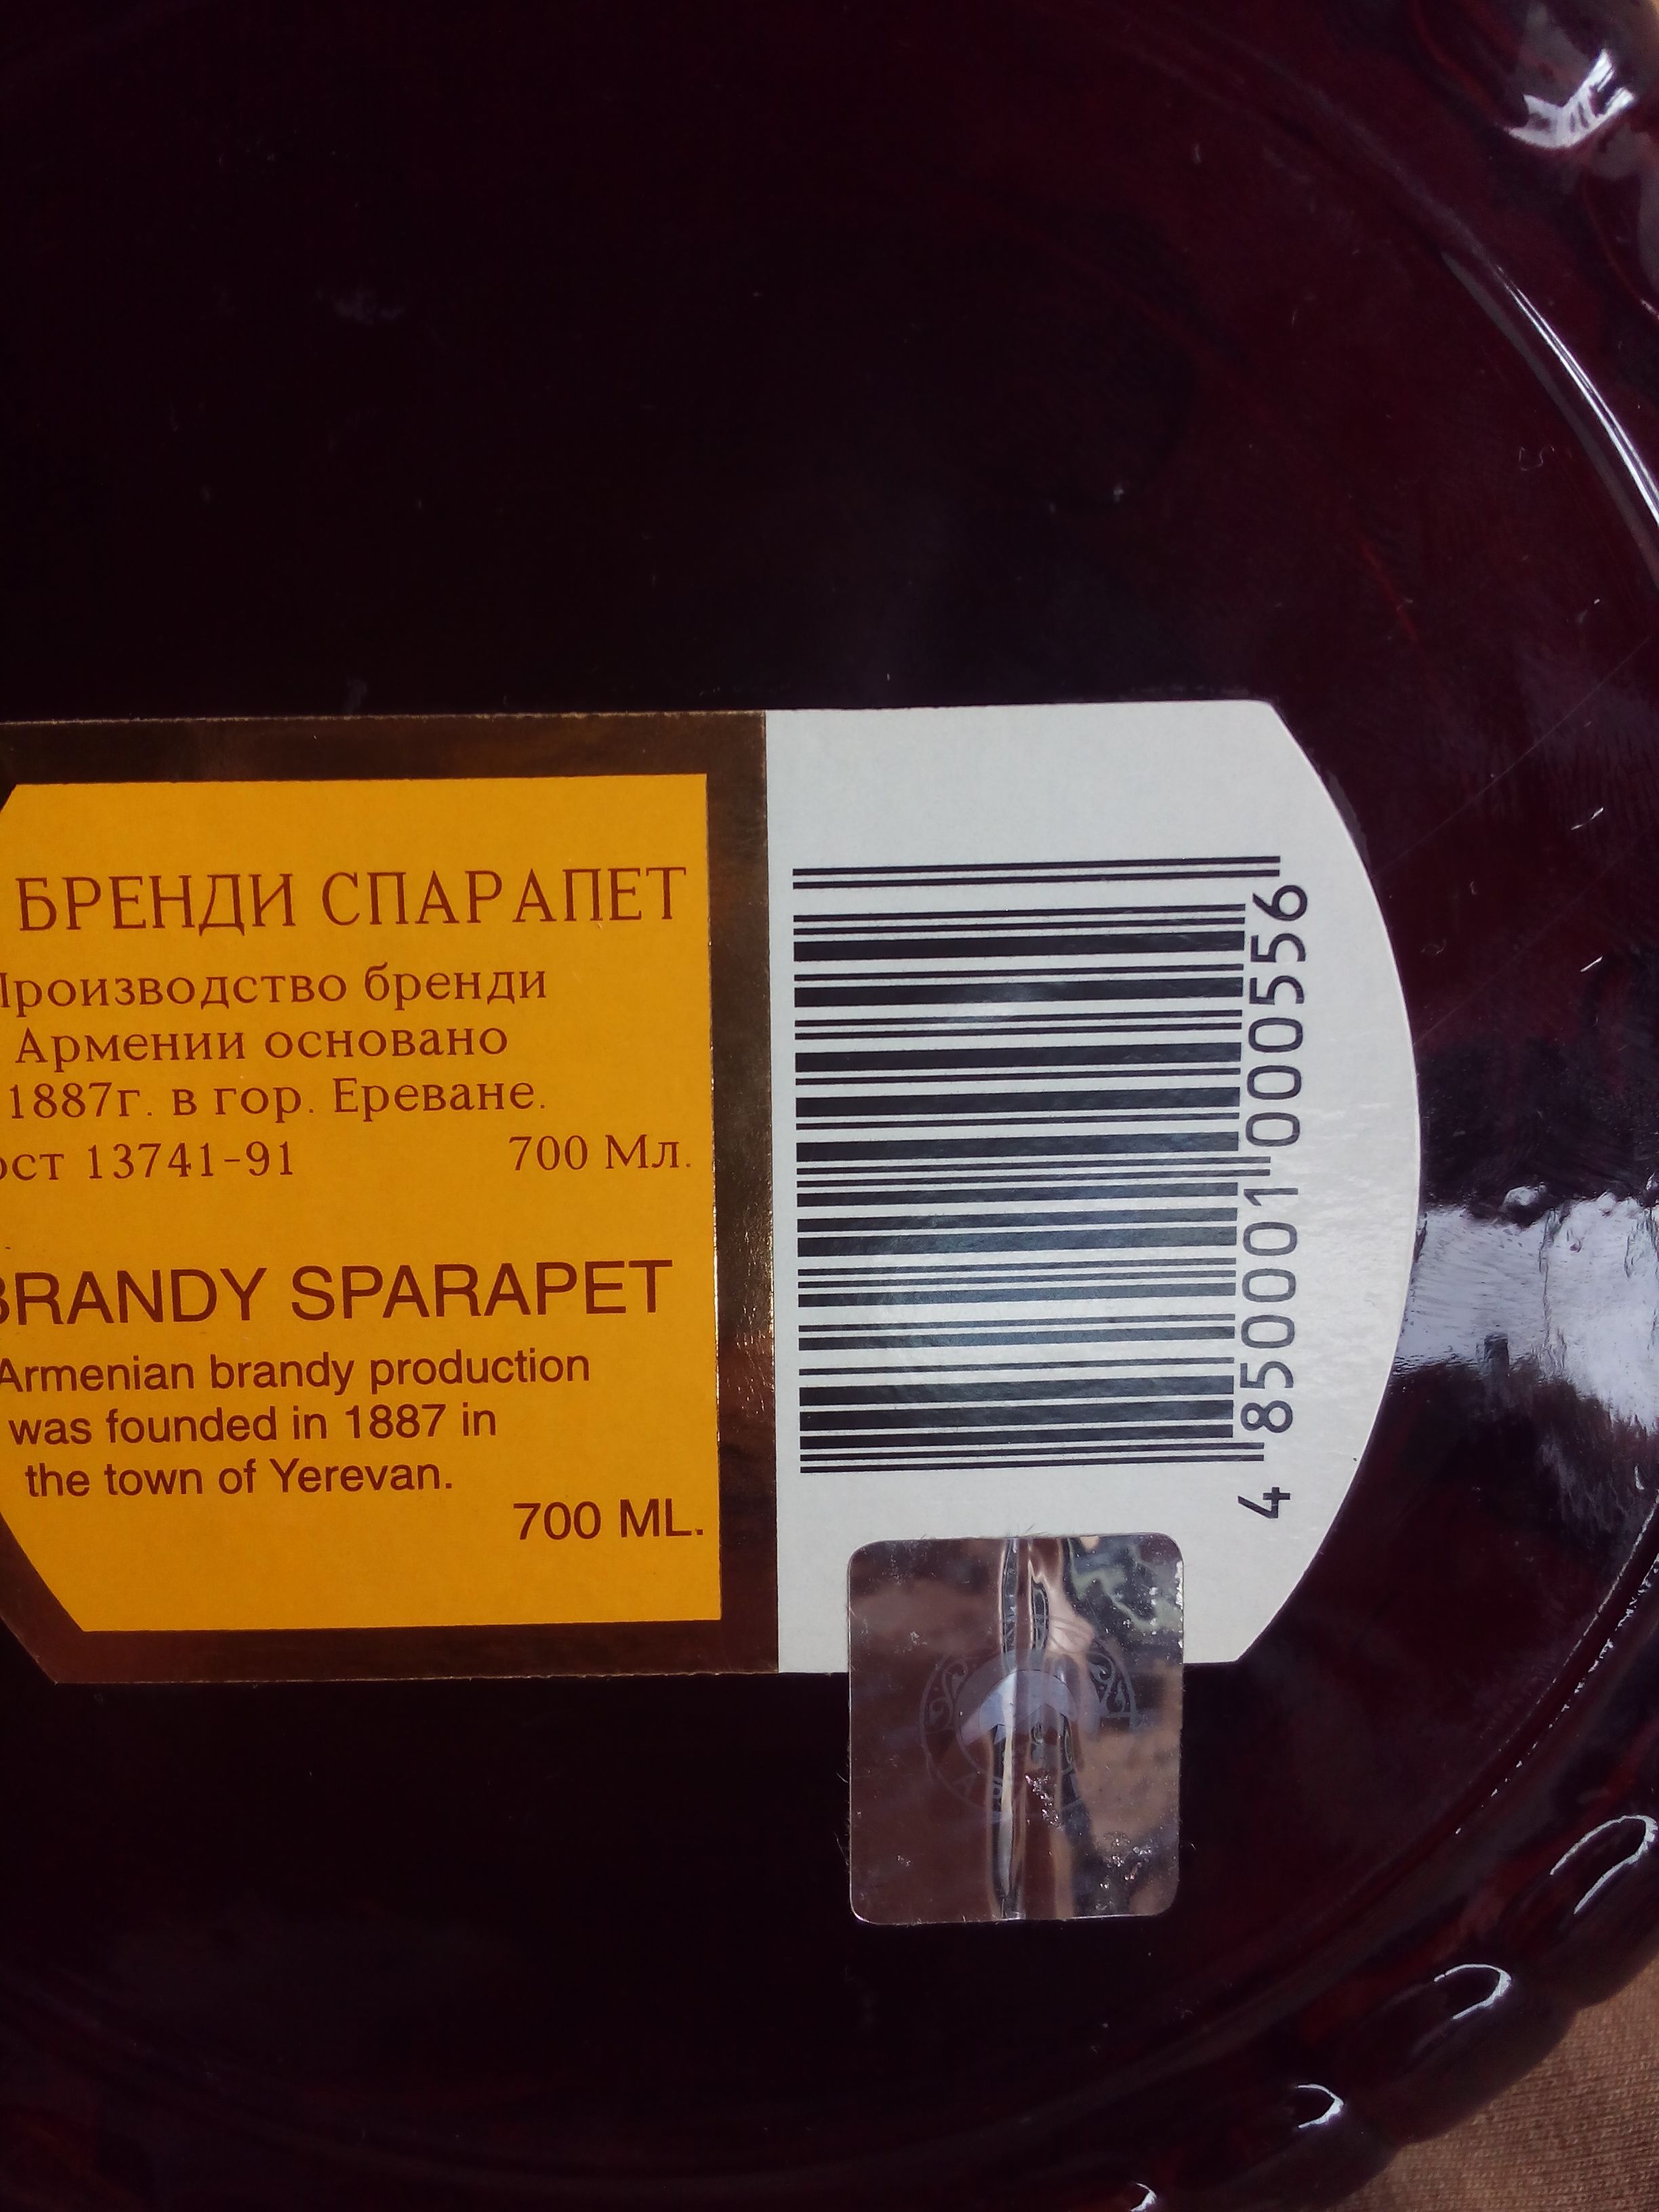 БРЕНДИ СПАРАПЕТ
Производство бренди
Армении основано
1887г. в гор. Ереване.
ост 13741-91 700 Мл.
BRANDY SPARAPET
Armenian brandy production
was founded in 1887 in
the town of Yerevan.
700 ML.
4 850001 000556